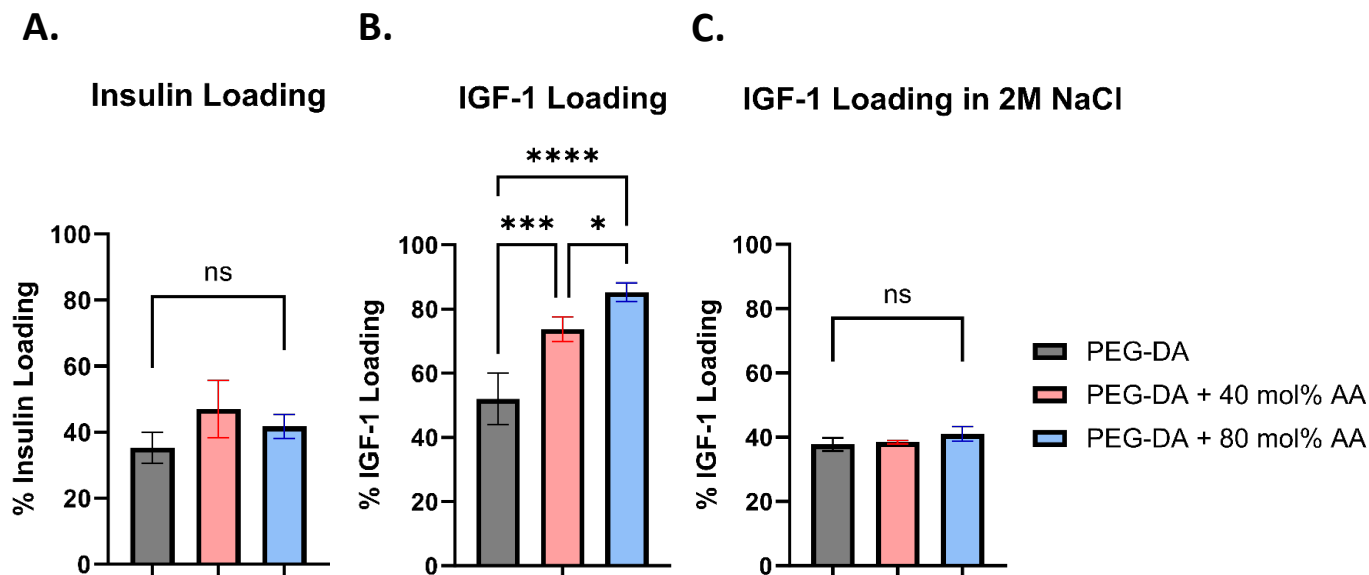 A.
B.
C.
Insulin Loading
IGF-1 Loading
IGF-1 Loading in 2M NaCl
% Insulin Loading
100
80
60
40
20
0
ns
% IGF-1 Loading
100
80
60
40
20
0
****
***
*
% IGF-1 Loading
100
80
60
40
20
0
ns
PEG-DA
PEG-DA + 40 mol% AA
PEG-DA + 80 mol% AA